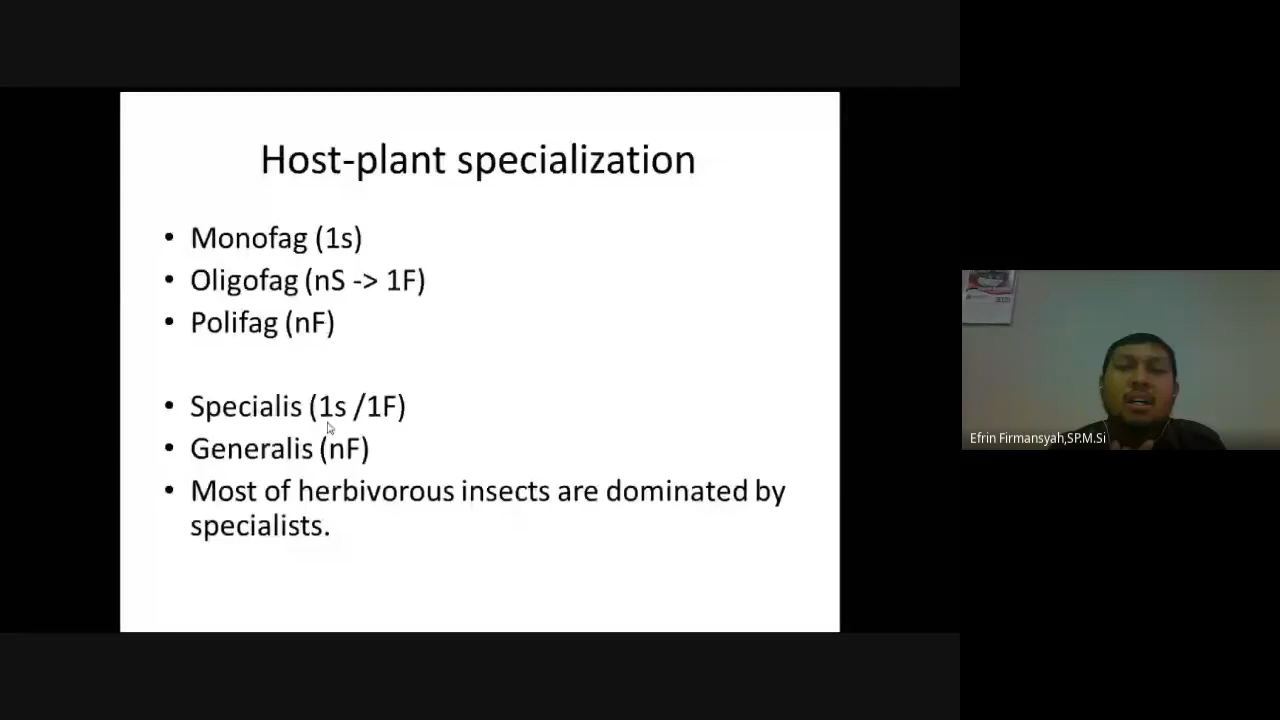 Host-plant specialization
• Monofag (1s)
• Oligofag (nS -> 1F)
• Polifag (nF)
• Specialis (1s /1F)
• Generalis (nF)
• Most of herbivorous insects are dominated by
specialists.
Efrin Firmansyah,SP.M.Si